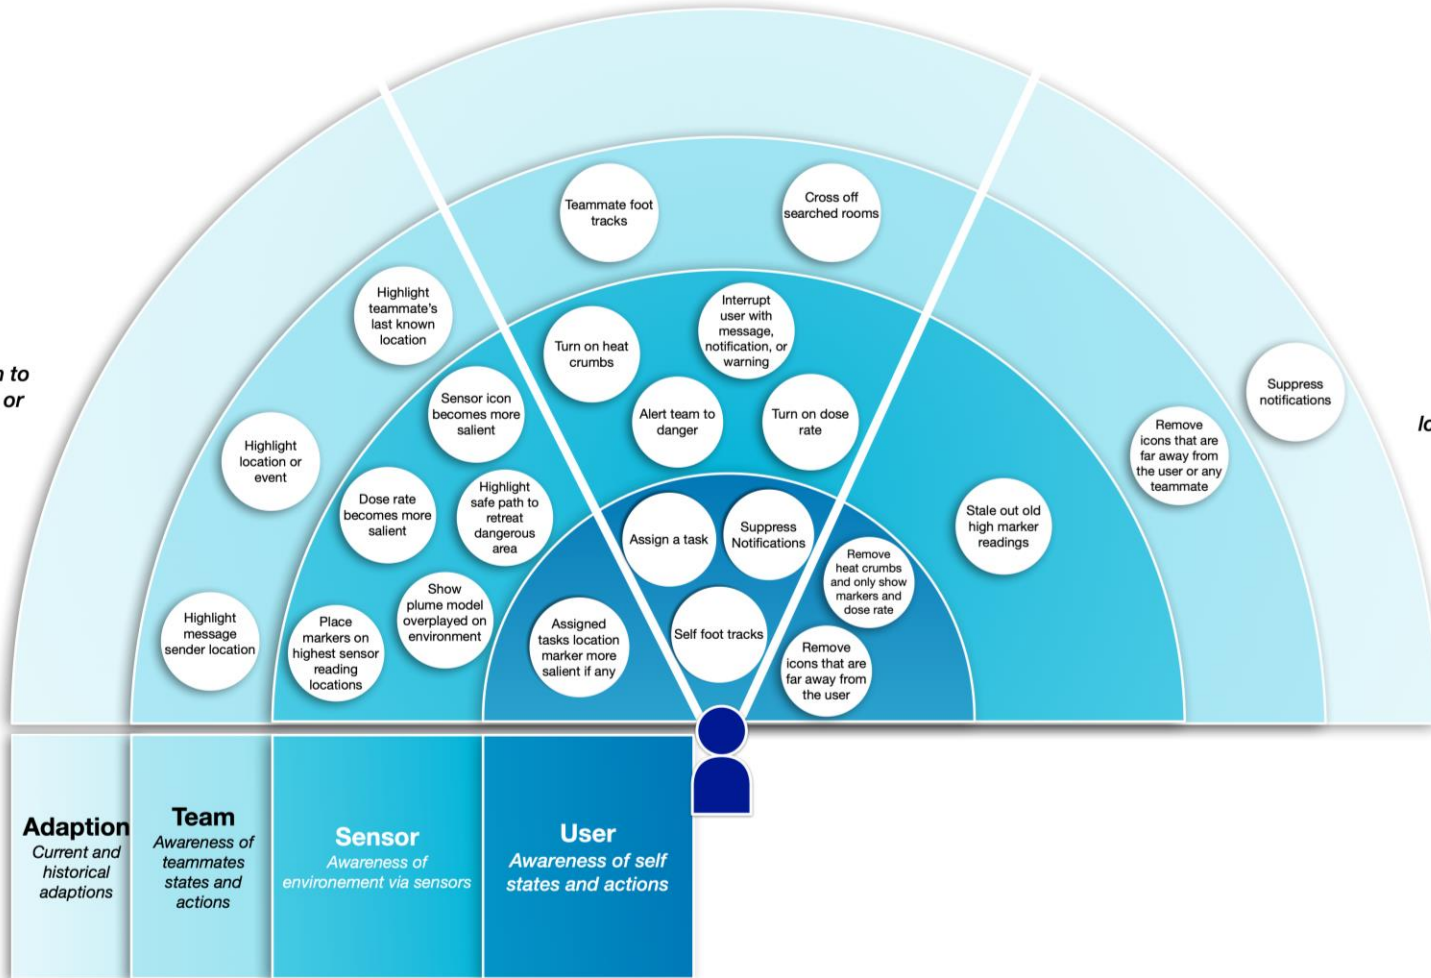 Teammate foot
tracks
Cross off
searched rooms
Highlight
teammate's
last known
location
Turn on heat
crumbs
Interrupt
user with
message,
notification, or
warning
Sensor icon
becomes more
salient
Alert team to
danger
Turn on dose
rate
Suppress
notifications
to
or
lo
Highlight
location or
event
Remove
icons that are
far away from
the user or any
teammate
Dose rate
becomes more
salient
Highlight
safe path to
retreat
dangerous
area
Stale out old
high marker
readings
Assign a task
Suppress
Notifications
Remove
heat crumbs
and only show
markers and
dose rate
Highlight
message
sender location
Place
markers on
highest sensor
reading
locations
Show
plume model
overplayed on
environment
Assigned
tasks location
marker more
salient if any
Self foot tracks
Remove
icons that are
far away from
the user
Adaption
Current and
historical
adaptions
Team
Awareness of
teammates
states and
actions
Sensor
Awareness of
environement via sensors
User
Awareness of self
states and actions